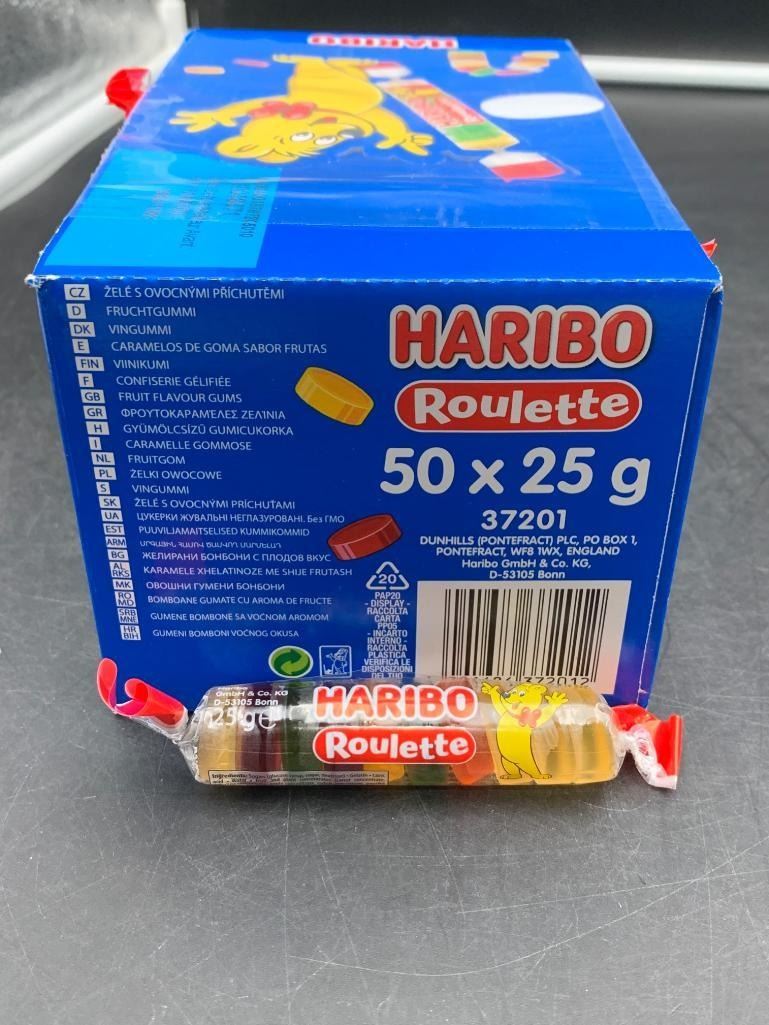 HARIBO
CZ ŽELÉ S OVOCNÝMI PŘÍCHUTĚMI
D FRUCHTGUMMI
DK VINGUMMI
E CARAMELOS DE GOMA SABOR FRUTAS
FIN VIINIKUMI
F CONFISERIE GÉLIFIÉE
GB FRUIT FLAVOUR GUMS
GR ΦΡΟΥΤΟΚΑΡΑΜΕΛΕΣ ΖΕΛΙΝΙΑ
H GYÜMÖLCSÍZŰ GUMICUKORKA
I CARAMELLE GOMMOSE
NL FRUITGOM
PL ŻELKI OWOCOWE
S VINGUMMI
SK ŽELÉ S OVOCNÝMI PRÍCHUŤAMI
UA ЦУКЕРКИ ЖУВАЛЬНІ НЕГЛАЗУРОВАНІ. Без ГМО
EST PUUVILJAMAITSELISED KUMMIKOMMID
ARM
BG ЖЕЛИРАНИ БОНБОНИ С ПЛОДОВ ВКУС
AL RKS KARAMELE XHELATINOZE ME SHIJE FRUTASH
MK ОВОШНИ ГУМЕНИ БОНБОНИ
RO MD BOMBOANE GUMATE CU AROMA DE FRUCTE
SRB MNE GUMENE BOMBONE SA VOĆNOM AROMOM
HR BIH GUMENI BOMBONI VOĆNOG OKUSA
HARIBO
Roulette
50 x 25 g
37201
DUNHILLS (PONTEFRACT) PLC, PO BOX 1,
PONTEFRACT, WF8 1WX, ENGLAND
Haribo GmbH & Co. KG,
D-53105 Bonn
20
PAP20
- DISPLAY -
RACCOLTA
CARTA
PP05
- INCARTO
INTERNO -
RACCOLTA
PLASTICA
VERIFICA LE
DISPOSIZIONI
DEL TUO
372012
Haribo
GmbH & Co. KG
D-53105 Bonn
25 g e
HARIBO
Roulette